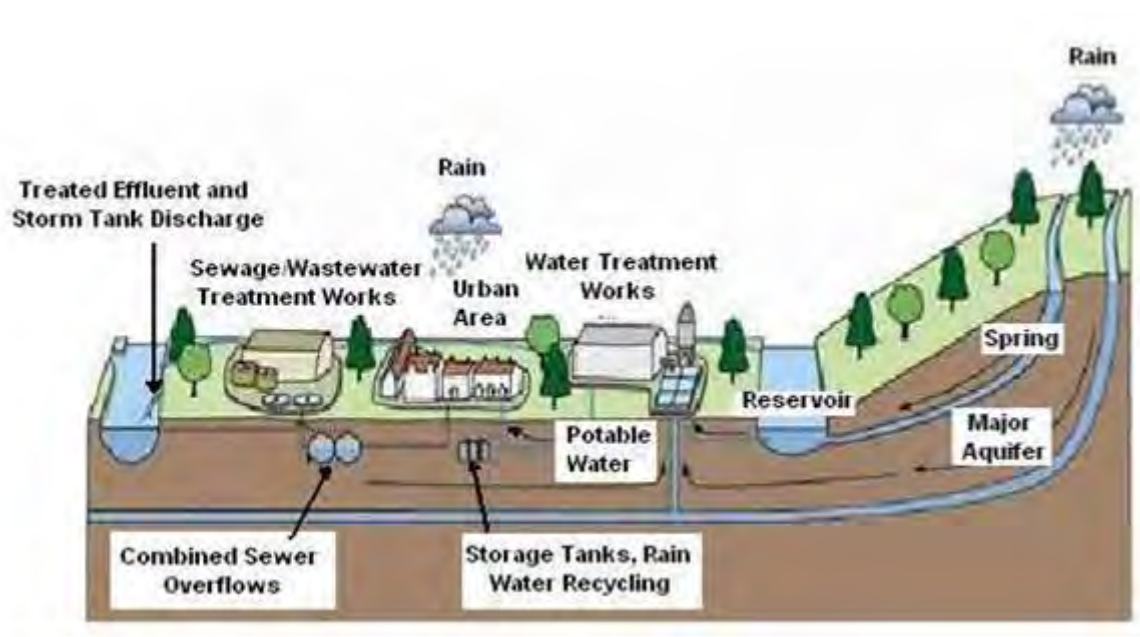 Rain
Rain
Treated Effluent and
Storm Tank Discharge
Sewage/Wastewater
Treatment Works
Urban
Area
Water Treatment
Works
Spring
Reservoir
Major
Aquifer
Potable
Water
Combined Sewer
Overflows
Storage Tanks, Rain
Water Recycling